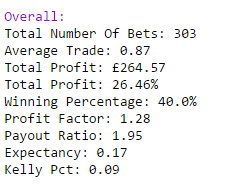 Overall:
Total Number Of Bets: 303
Average Trade: 0.87
Total Profit: £264.57
Total Profit: 26.46%
Winning Percentage: 40.0%
Profit Factor: 1.28
Payout Ratio: 1.95
Expectancy: 0.17
Kelly Pct: 0.09